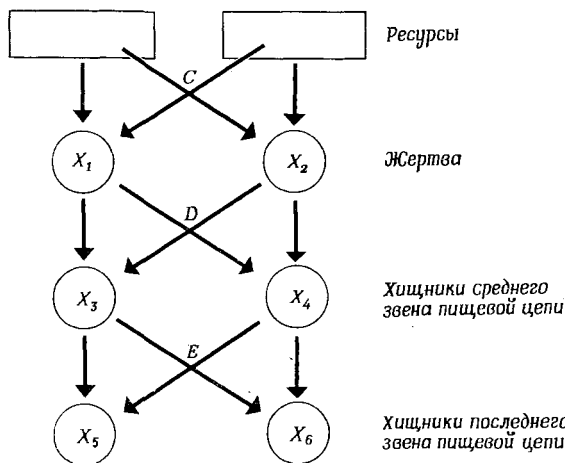 Ресурсы
C
X₁
X₂
Жертва
D
X₃
X₄
Хищники среднего
звена пищевой цепи
E
X₅
X₆
Хищники последнего
звена пищевой цепи